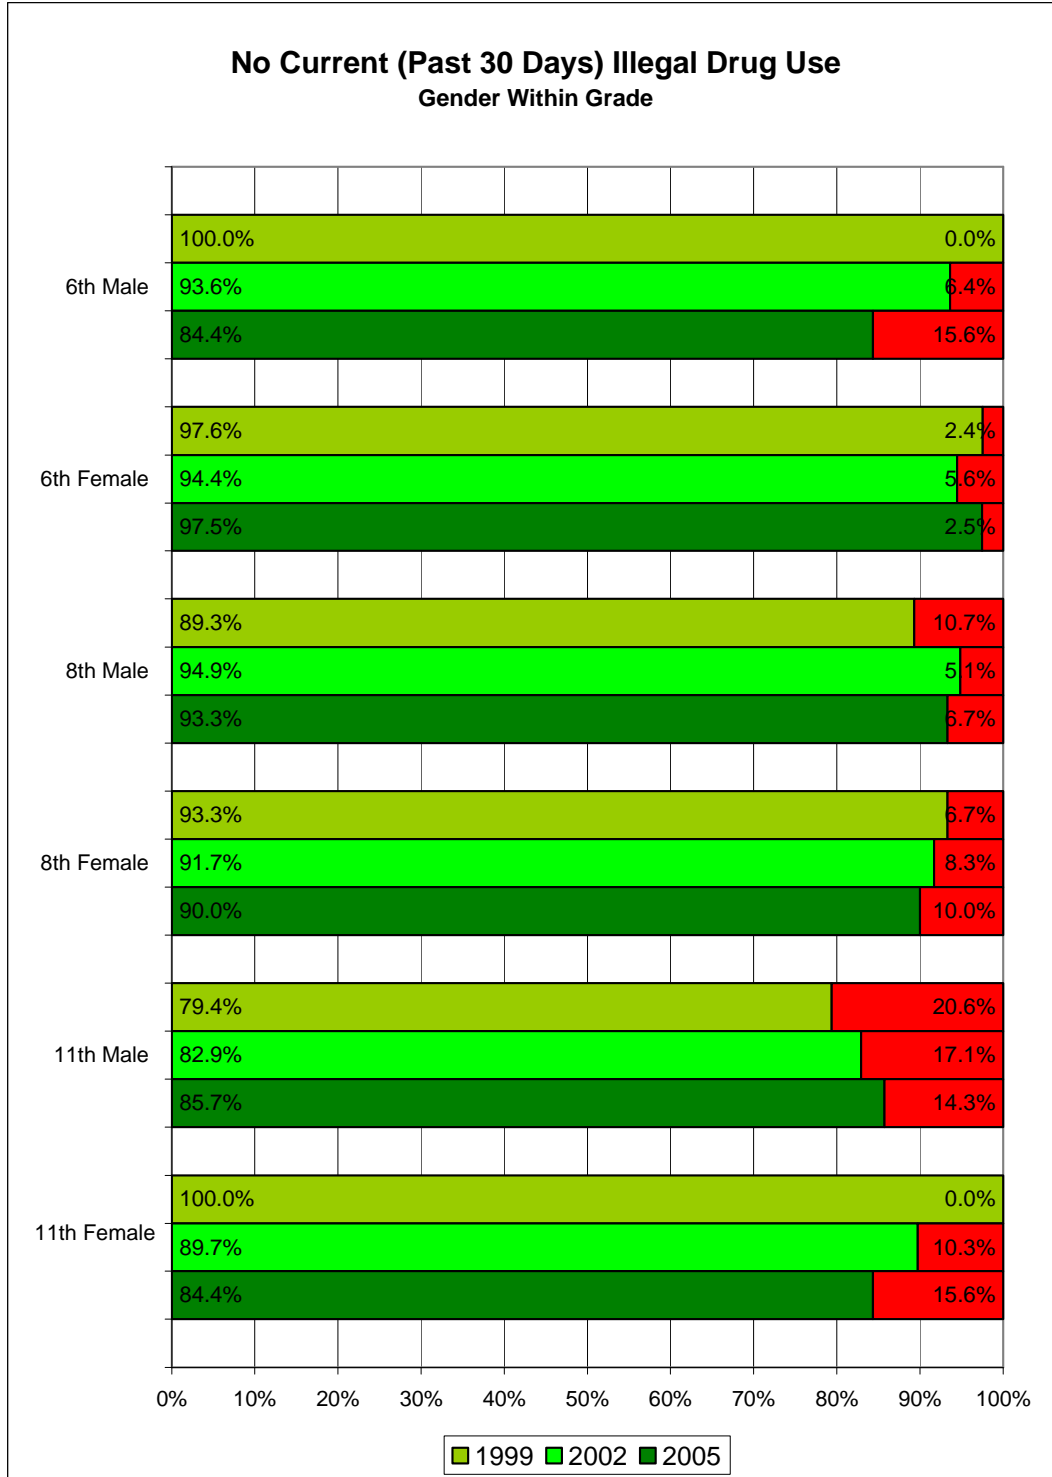 No Current (Past 30 Days) Illegal Drug Use
Gender Within Grade
100.0% 0.0%
6th Male 93.6% 6.4%
84.4% 15.6%
97.6% 2.4%
6th Female 94.4% 5.6%
97.5% 2.5%
89.3% 10.7%
8th Male 94.9% 5.1%
93.3% 6.7%
93.3% 6.7%
8th Female 91.7% 8.3%
90.0% 10.0%
79.4% 20.6%
11th Male 82.9% 17.1%
85.7% 14.3%
100.0% 0.0%
11th Female 89.7% 10.3%
84.4% 15.6%
0% 10% 20% 30% 40% 50% 60% 70% 80% 90% 100%
1999 2002 2005